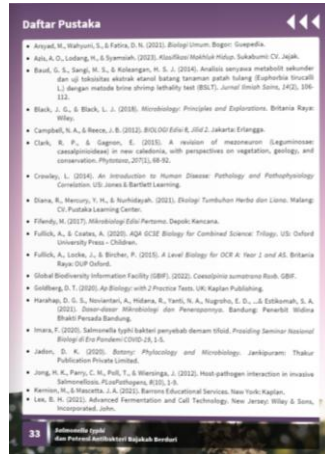 Daftar Pustaka
• Arsyad, M., Wahyuni, S., & Fatira, D. N. (2021). Biologi Umum. Bogor: Guepedia.
• Azis, A. O., Lodang, H., & Syamsiah. (2023). Klasifikasi Makhluk Hidup. Sukabumi: CV. Jejak.
• Baud, G. S., Sangi, M. S., & Koleangan, H. S. J. (2014). Analisis senyawa metabolit sekunder
dan uji toksisitas ekstrak etanol batang tanaman patah tulang (Euphorbia tirucalli
L.) dengan metode brine shrimp lethality test (BSLT). Jurnal Ilmiah Sains, 14(2), 106-
112.
• Black, J. G., & Black, L. J. (2018). Microbiology: Principles and Explorations. Britania Raya:
Wiley.
• Campbell, N. A., & Reece, J. B. (2012). BIOLOGI Edisi 8, Jilid 2. Jakarta: Erlangga.
• Clark, R. P., & Gagnon, E. (2015). A revision of mezoneuron (Leguminosae:
caesalpinioideae) in new caledonia, with perspectives on vegetation, geology, and
conservation. Phytotaxa, 207(1), 68-92.
• Crowley, L. (2014). An Introduction to Human Disease: Pathology and Pathophysiology
Correlation. US: Jones & Bartlett Learning.
• Diana, R., Mercury, Y. H., & Nurhidayah. (2021). Ekologi Tumbuhan Herba dan Liana. Malang:
CV. Pustaka Learning Center.
• Fifendy, M. (2017). Mikrobiologi Edisi Pertama. Depok: Kencana.
• Fullick, A., & Coates, A. (2020). AQA GCSE Biology for Combined Science: Trilogy. US: Oxford
University Press – Children.
• Fullick, A., Locke, J., & Bircher, P. (2015). A Level Biology for OCR A: Year 1 and AS. Britania
Raya: OUP Oxford.
• Global Biodiversity Information Facility (GBIF). (2022). Caesalpinia sumatrana Roxb. GBIF.
• Goldberg, D. T. (2020). Ap Biology: with 2 Practice Tests. UK: Kaplan Publishing.
• Harahap, D. G. S., Noviantari, A., Hidana, R., Yanti, N. A., Nugroho, E. D., ...& Estikomah, S. A.
(2021). Dasar-dasar Mikrobiologi dan Penerapannya. Bandung: Penerbit Widina
Bhakti Persada Bandung.
• Imara, F. (2020). Salmonella typhi bakteri penyebab demam tifoid. Prosiding Seminar Nasional
Biologi di Era Pandemi COVID-19, 1-5.
• Jadon, D. K. (2020). Botany: Phycology and Microbiology. Jankipuram: Thakur
Publication Private Limited.
• Jong, H. K., Parry, C. M., Poll, T., & Wiersinga, J. (2012). Host-pathogen interaction in invasive
Salmonellosis. PLosPathogens, 8(10), 1-9.
• Kernion, M., & Mascetta. J. A. (2021). Barrons Educational Services. New York: Kaplan.
• Lee, B. H. (2021). Advanced Fermentation and Cell Technology. New Jersey: Wiley & Sons,
Incorporated, John.
33
Salmonella typhi
dan Potensi Antibakteri Bajakah Berduri